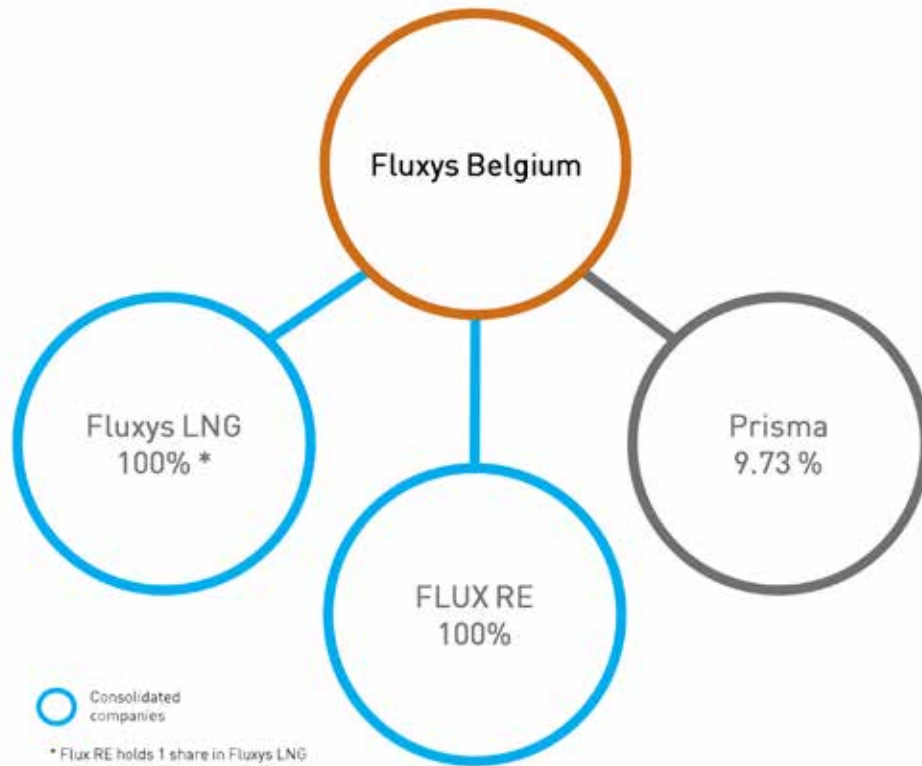 Fluxys Belgium
Fluxys LNG
100% *
Prisma
9.73 %
FLUX RE
100%
Consolidated
companies
* Flux RE holds 1 share in Fluxys LNG